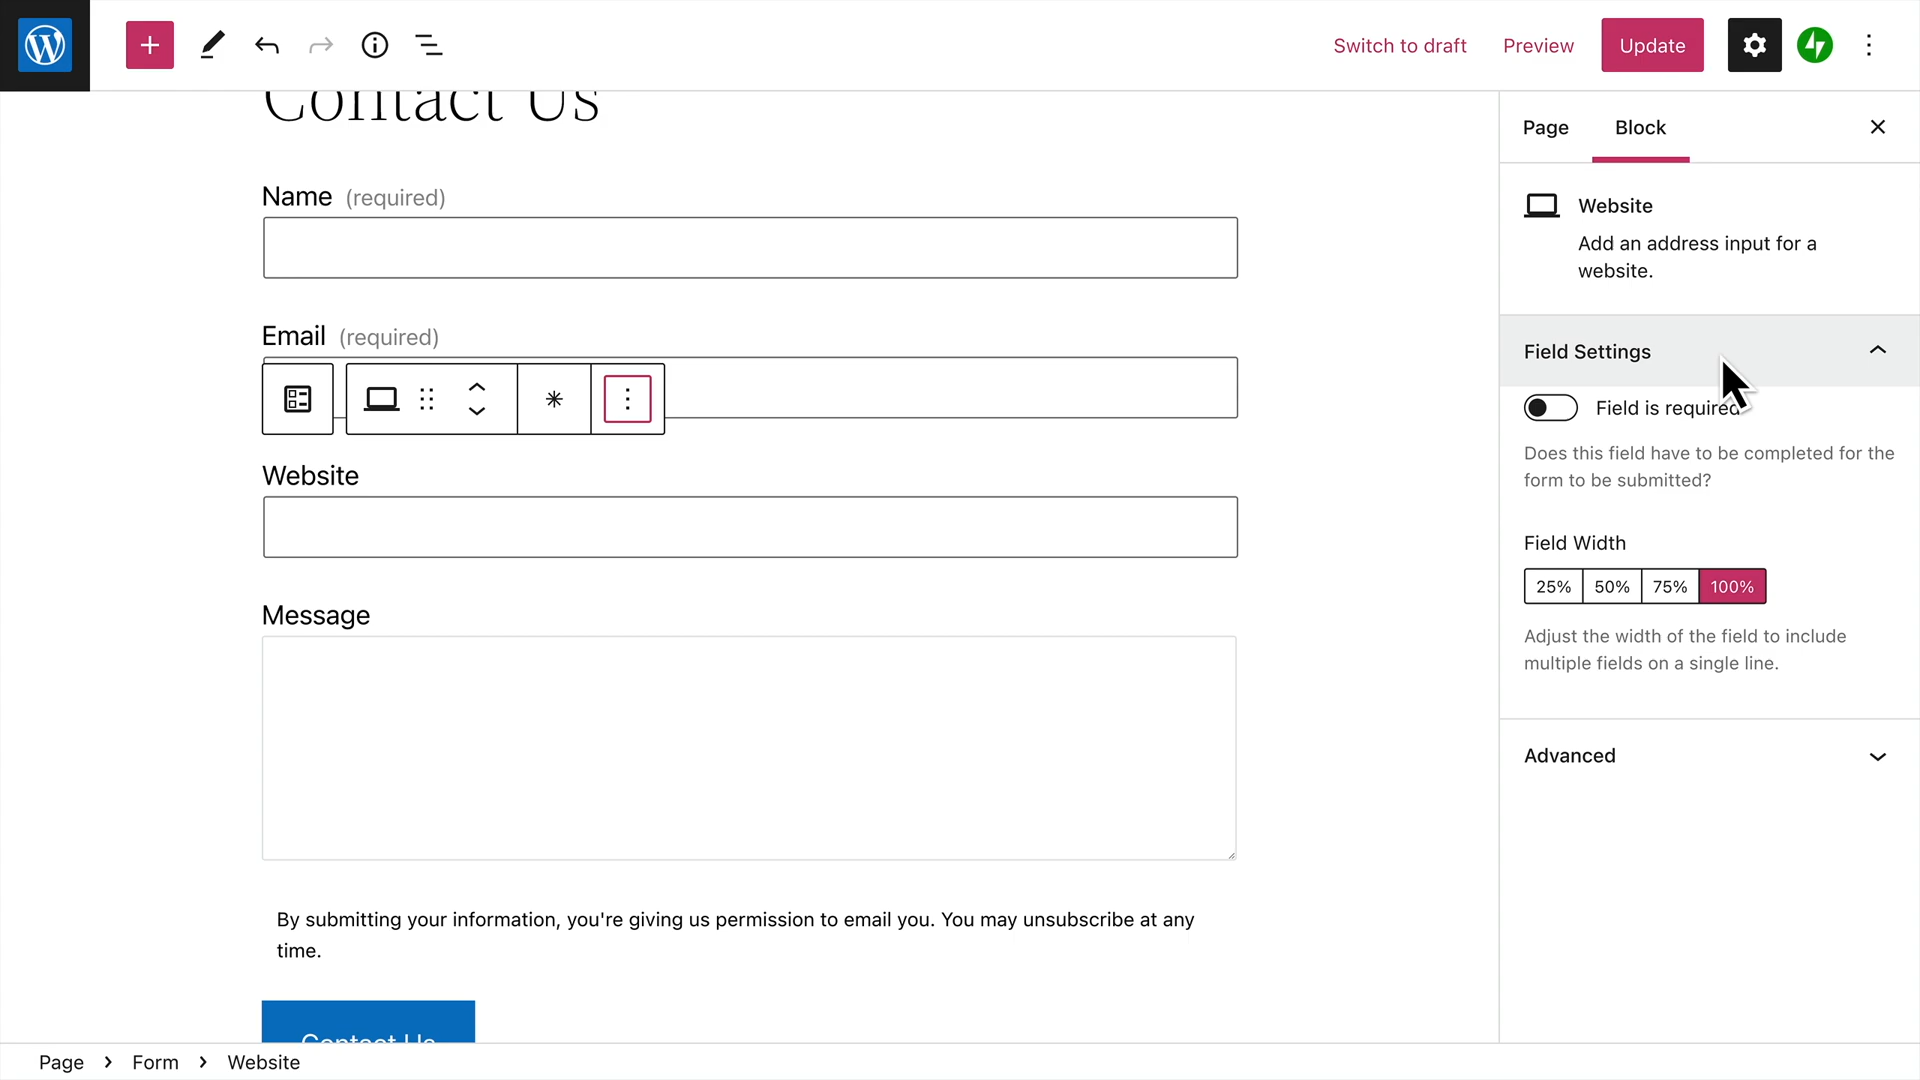 Switch to draft
Preview
Update
Contact Us
Name (required)
Email (required)
Website
Message
By submitting your information, you're giving us permission to email you. You may unsubscribe at any
time.
Contact Us
Page
Block
Website
Add an address input for a
website.
Field Settings
Field is required
Does this field have to be completed for the
form to be submitted?
Field Width
25% 50% 75% 100%
Adjust the width of the field to include
multiple fields on a single line.
Advanced
Page › Form › Website